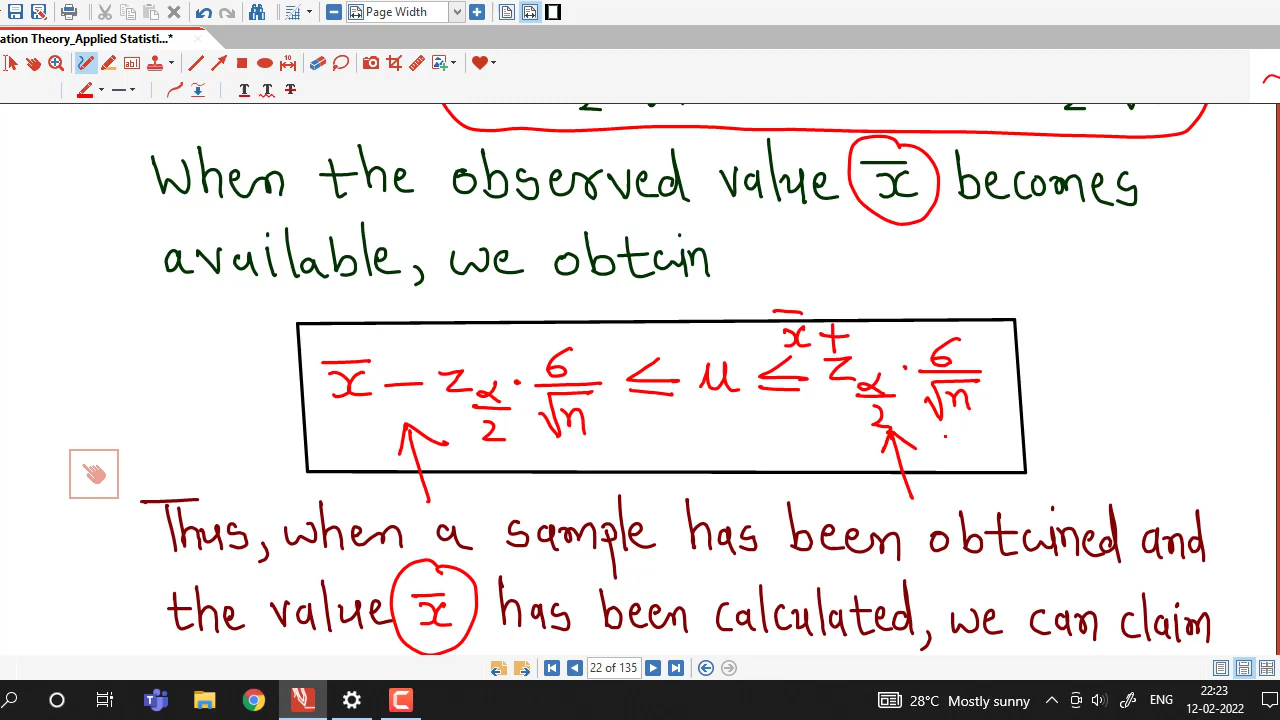 Page Width
ation Theory_Applied Statisti...*
When the observed value x̅ becomes
available, we obtain
x̅ − z α/2 · σ/√n ≤ μ ≤ x̅ + z α/2 · σ/√n
Thus, when a sample has been obtained and
the value x̅ has been calculated, we can claim
22 of 135
28°C Mostly sunny
ENG
22:23
12-02-2022